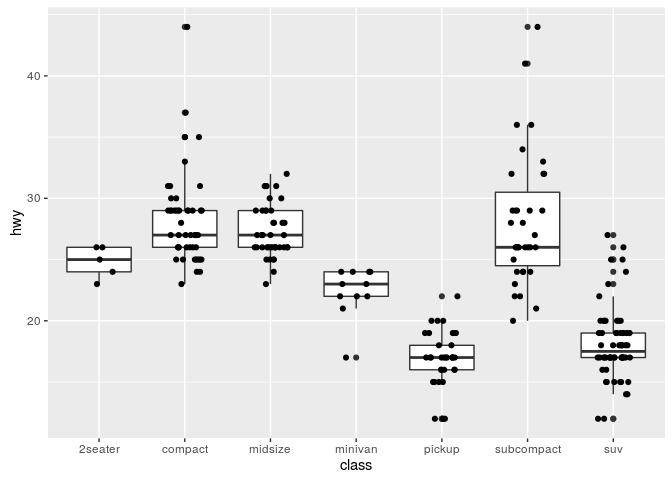 40
30
20
hwy
2seater compact midsize minivan pickup subcompact suv
class